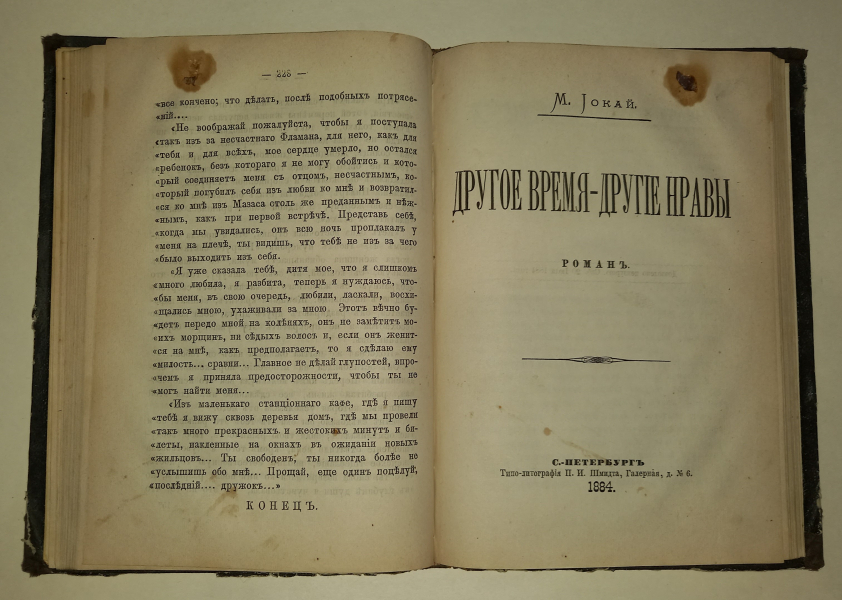 — 228 —
«все кончено; что дѣлать, послѣ подобныхъ потрясе-
«ній....
«Не воображай пожалуйста, чтобы я поступала
«такъ изъ за несчастнаго Фламана, для него, какъ для
«тебя и для всѣхъ, мое сердце умерло, но остался
«ребенокъ, безъ котораго я не могу обойтись и кото-
«рый соединяетъ меня съ отцомъ, несчастнымъ, ко-
«торый погубилъ себя изъ любви ко мнѣ и возвратил-
«ся ко мнѣ изъ Мазаса столь же преданнымъ и нѣж-
«нымъ, какъ при первой встрѣчѣ. Представь себѣ,
«когда мы увидались, онъ всю ночь проплакалъ у
«меня на плечѣ, ты видишь, что тебѣ не изъ за чего
«было выходить изъ себя.
«Я уже сказала тебѣ, дитя мое, что я слишкомъ
«много любила, я разбита, теперь я нуждаюсь, что-
«бы меня, въ свою очередь, любили, ласкали, восхи-
«щались мною, ухаживали за мною Этотъ вѣчно бу-
«детъ передо мной на колѣняхъ, онъ не замѣтятъ мо-
«ихъ морщинъ, ни сѣдыхъ волосъ и, если онъ женит-
«ся на мнѣ, какъ предполагаетъ, то я сдѣлаю ему
«милость... сравни... Главное не дѣлай глупостей, впро-
«чемъ я приняла предосторожности, чтобы ты не
«могъ найти меня...
«Изъ маленькаго станціоннаго кафе, гдѣ я пишу
«тебѣ я вижу сквозь деревья домъ, гдѣ мы провели
«такъ много прекрасныхъ и жестокихъ минутъ и би-
«леты, наклеенные на окнахъ въ ожиданіи новыхъ
«жильцовъ... Ты свободенъ, ты никогда болѣе не
«услышишь обо мнѣ... Прощай, еще одинъ поцѣлуй,
«послѣдній.... дружокъ...»
КОНЕЦЪ.
М. Іокай.
ДРУГОЕ ВРЕМЯ-ДРУГІЕ НРАВЫ
РОМАНЪ.
С.-ПЕТЕРБУРГЪ
Типо-литографія П. И. Шмидта, Галерная, д. № 6.
1884.